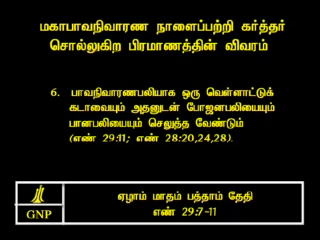 மகாபாவநிவாரண நாளைப்பற்றி கர்த்தர்
சொல்லுகிற பிரமாணத்தின் விவரம்
6. பாவநிவாரணபலியாக ஒரு வெள்ளாட்டுக்
கடாவையும் அதனுடன் போஜனபலியையும்
பானபலியையும் செலுத்த வேண்டும்
(எண் 29:11; எண் 28:20,24,28).
ஏழாம் மாதம் பத்தாம் தேதி
எண் 29:7-11
GNP